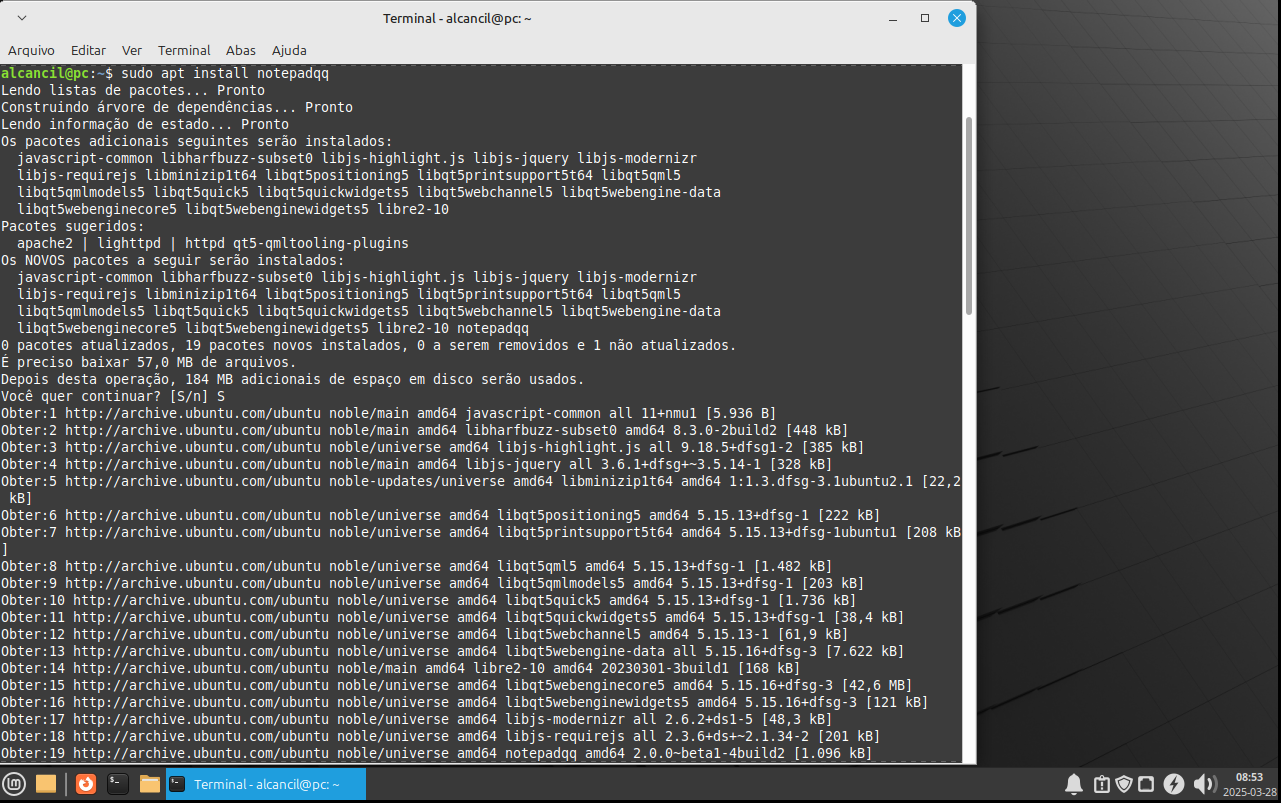 Terminal - alcancil@pc: ~
Arquivo Editar Ver Terminal Abas Ajuda
alcancil@pc:~$ sudo apt install notepadqq
Lendo listas de pacotes... Pronto
Construindo árvore de dependências... Pronto
Lendo informação de estado... Pronto
Os pacotes adicionais seguintes serão instalados:
  javascript-common libharfbuzz-subset0 libjs-highlight.js libjs-jquery libjs-modernizr
  libjs-requirejs libminizip1t64 libqt5positioning5 libqt5printsupport5t64 libqt5qml5
  libqt5qmlmodels5 libqt5quick5 libqt5quickwidgets5 libqt5webchannel5 libqt5webengine-data
  libqt5webenginecore5 libqt5webenginewidgets5 libre2-10
Pacotes sugeridos:
  apache2 | lighttpd | httpd qt5-qmltooling-plugins
Os NOVOS pacotes a seguir serão instalados:
  javascript-common libharfbuzz-subset0 libjs-highlight.js libjs-jquery libjs-modernizr
  libjs-requirejs libminizip1t64 libqt5positioning5 libqt5printsupport5t64 libqt5qml5
  libqt5qmlmodels5 libqt5quick5 libqt5quickwidgets5 libqt5webchannel5 libqt5webengine-data
  libqt5webenginecore5 libqt5webenginewidgets5 libre2-10 notepadqq
0 pacotes atualizados, 19 pacotes novos instalados, 0 a serem removidos e 1 não atualizados.
É preciso baixar 57,0 MB de arquivos.
Depois desta operação, 184 MB adicionais de espaço em disco serão usados.
Você quer continuar? [S/n] S
Obter:1 http://archive.ubuntu.com/ubuntu noble/main amd64 javascript-common all 11+nmu1 [5.936 B]
Obter:2 http://archive.ubuntu.com/ubuntu noble/main amd64 libharfbuzz-subset0 amd64 8.3.0-2build2 [448 kB]
Obter:3 http://archive.ubuntu.com/ubuntu noble/universe amd64 libjs-highlight.js all 9.18.5+dfsg1-2 [385 kB]
Obter:4 http://archive.ubuntu.com/ubuntu noble/main amd64 libjs-jquery all 3.6.1+dfsg+~3.5.14-1 [328 kB]
Obter:5 http://archive.ubuntu.com/ubuntu noble-updates/universe amd64 libminizip1t64 amd64 1:1.3.dfsg-3.1ubuntu2.1 [22,2
 kB]
Obter:6 http://archive.ubuntu.com/ubuntu noble/universe amd64 libqt5positioning5 amd64 5.15.13+dfsg-1 [222 kB]
Obter:7 http://archive.ubuntu.com/ubuntu noble/universe amd64 libqt5printsupport5t64 amd64 5.15.13+dfsg-1ubuntu1 [208 kB
]
Obter:8 http://archive.ubuntu.com/ubuntu noble/universe amd64 libqt5qml5 amd64 5.15.13+dfsg-1 [1.482 kB]
Obter:9 http://archive.ubuntu.com/ubuntu noble/universe amd64 libqt5qmlmodels5 amd64 5.15.13+dfsg-1 [203 kB]
Obter:10 http://archive.ubuntu.com/ubuntu noble/universe amd64 libqt5quick5 amd64 5.15.13+dfsg-1 [1.736 kB]
Obter:11 http://archive.ubuntu.com/ubuntu noble/universe amd64 libqt5quickwidgets5 amd64 5.15.13+dfsg-1 [38,4 kB]
Obter:12 http://archive.ubuntu.com/ubuntu noble/universe amd64 libqt5webchannel5 amd64 5.15.13-1 [61,9 kB]
Obter:13 http://archive.ubuntu.com/ubuntu noble/universe amd64 libqt5webengine-data all 5.15.16+dfsg-3 [7.622 kB]
Obter:14 http://archive.ubuntu.com/ubuntu noble/main amd64 libre2-10 amd64 20230301-3build1 [168 kB]
Obter:15 http://archive.ubuntu.com/ubuntu noble/universe amd64 libqt5webenginecore5 amd64 5.15.16+dfsg-3 [42,6 MB]
Obter:16 http://archive.ubuntu.com/ubuntu noble/universe amd64 libqt5webenginewidgets5 amd64 5.15.16+dfsg-3 [121 kB]
Obter:17 http://archive.ubuntu.com/ubuntu noble/universe amd64 libjs-modernizr all 2.6.2+ds1-5 [48,3 kB]
Obter:18 http://archive.ubuntu.com/ubuntu noble/universe amd64 libjs-requirejs all 2.3.6+ds+~2.1.34-2 [201 kB]
Obter:19 http://archive.ubuntu.com/ubuntu noble/universe amd64 notepadqq amd64 2.0.0~beta1-4build2 [1.096 kB]
Terminal - alcancil@pc: ~
08:53
2025-03-28